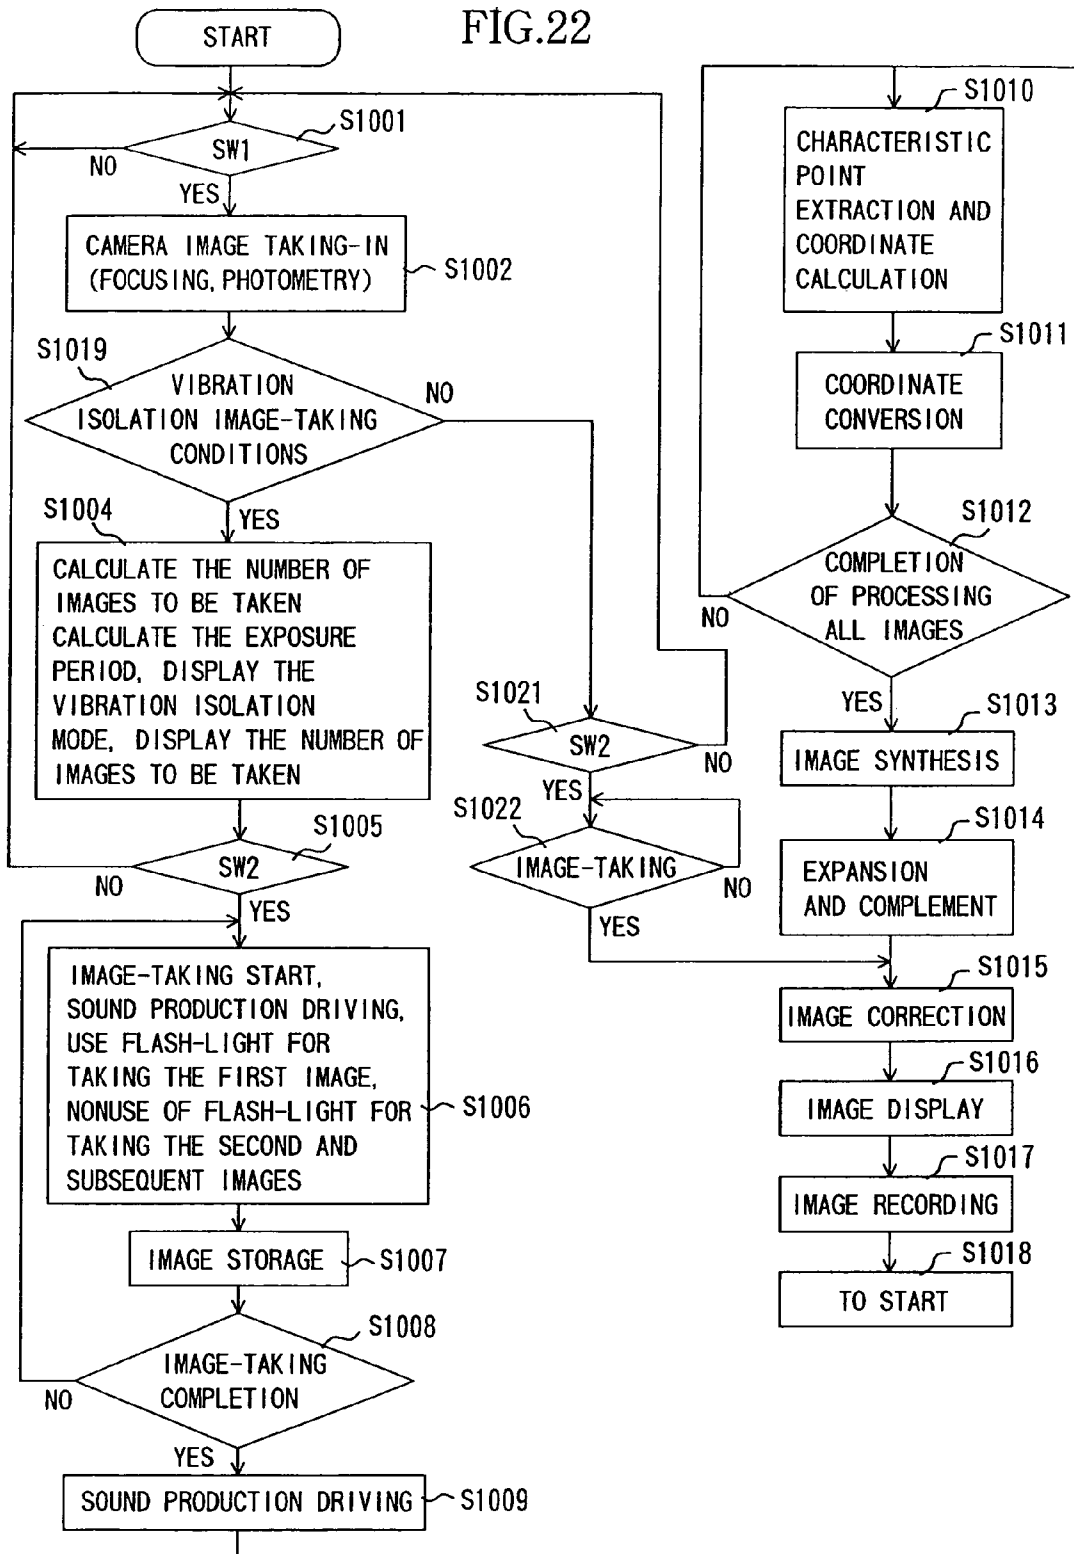 FIG.22
START
S1001
SW1
NO
YES
CAMERA IMAGE TAKING-IN
(FOCUSING, PHOTOMETRY)
S1002
S1019
VIBRATION
ISOLATION IMAGE-TAKING
CONDITIONS
NO
YES
S1004
CALCULATE THE NUMBER OF
IMAGES TO BE TAKEN
CALCULATE THE EXPOSURE
PERIOD, DISPLAY THE
VIBRATION ISOLATION
MODE, DISPLAY THE NUMBER OF
IMAGES TO BE TAKEN
S1005
SW2
NO
YES
IMAGE-TAKING START,
SOUND PRODUCTION DRIVING,
USE FLASH-LIGHT FOR
TAKING THE FIRST IMAGE,
NONUSE OF FLASH-LIGHT FOR
TAKING THE SECOND AND
SUBSEQUENT IMAGES
S1006
IMAGE STORAGE
S1007
S1008
IMAGE-TAKING
COMPLETION
NO
YES
SOUND PRODUCTION DRIVING
S1009
S1021
SW2
NO
YES
S1022
IMAGE-TAKING
NO
YES
S1010
CHARACTERISTIC
POINT
EXTRACTION AND
COORDINATE
CALCULATION
S1011
COORDINATE
CONVERSION
S1012
COMPLETION
OF PROCESSING
ALL IMAGES
NO
YES
S1013
IMAGE SYNTHESIS
S1014
EXPANSION
AND COMPLEMENT
S1015
IMAGE CORRECTION
S1016
IMAGE DISPLAY
S1017
IMAGE RECORDING
S1018
TO START